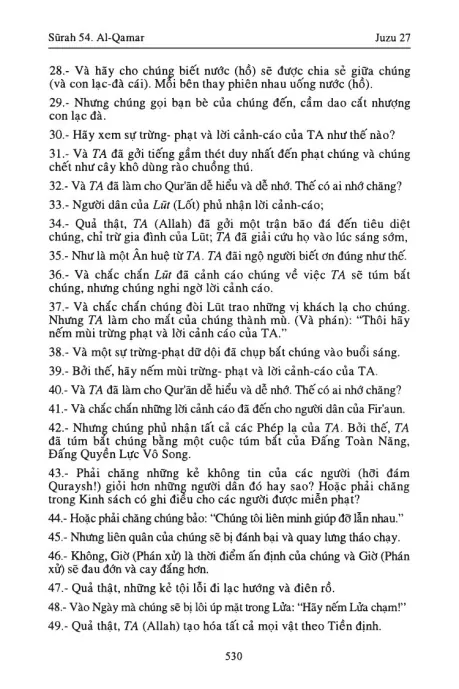 Sūrah 54. Al-Qamar Juzu 27
28.- Và hãy cho chúng biết nước (hồ) sẽ được chia sẻ giữa chúng
(và con lạc-đà cái). Mỗi bên thay phiên nhau uống nước (hồ).
29.- Nhưng chúng gọi bạn bè của chúng đến, cầm dao cắt nhượng
con lạc đà.
30.- Hãy xem sự trừng- phạt và lời cảnh-cáo của TA như thế nào?
31.- Và TA đã gởi tiếng gầm thét duy nhất đến phạt chúng và chúng
chết như cây khô dùng rào chuồng thú.
32.- Và TA đã làm cho Qur'ān dễ hiểu và dễ nhớ. Thế có ai nhớ chăng?
33.- Người dân của Lūt (Lốt) phủ nhận lời cảnh-cáo;
34.- Quả thật, TA (Allah) đã gởi một trận bão đá đến tiêu diệt
chúng, chỉ trừ gia đình của Lūt; TA đã giải cứu họ vào lúc sáng sớm,
35.- Như là một Ân huệ từ TA. TA đãi ngộ người biết ơn đúng như thế.
36.- Và chắc chắn Lūt đã cảnh cáo chúng về việc TA sẽ túm bắt
chúng, nhưng chúng nghi ngờ lời cảnh cáo.
37.- Và chắc chắn chúng đòi Lūt trao những vị khách lạ cho chúng.
Nhưng TA làm cho mắt của chúng thành mù. (Và phán): “Thôi hãy
nếm mùi trừng phạt và lời cảnh cáo của TA.”
38.- Và một sự trừng-phạt dữ dội đã chụp bắt chúng vào buổi sáng.
39.- Bởi thế, hãy nếm mùi trừng- phạt và lời cảnh-cáo của TA.
40.- Và TA đã làm cho Qur'ān dễ hiểu và dễ nhớ. Thế có ai nhớ chăng?
41.- Và chắc chắn những lời cảnh cáo đã đến cho người dân của Fir'aun.
42.- Nhưng chúng phủ nhận tất cả các Phép lạ của TA. Bởi thế, TA
đã túm bắt chúng bằng một cuộc túm bắt của Đấng Toàn Năng,
Đấng Quyền Lực Vô Song.
43.- Phải chăng những kẻ không tin của các người (hỡi đám
Quraysh!) giỏi hơn những người dân đó hay sao? Hoặc phải chăng
trong Kinh sách có ghi điều cho các người được miễn phạt?
44.- Hoặc phải chăng chúng bảo: “Chúng tôi liên minh giúp đỡ lẫn nhau.”
45.- Nhưng liên quân của chúng sẽ bị đánh bại và quay lưng tháo chạy.
46.- Không, Giờ (Phán xử) là thời điểm ấn định của chúng và Giờ (Phán
xử) sẽ đau đớn và cay đắng hơn.
47.- Quả thật, những kẻ tội lỗi đi lạc hướng và điên rồ.
48.- Vào Ngày mà chúng sẽ bị lôi úp mặt trong Lửa: “Hãy nếm Lửa chạm!”
49.- Quả thật, TA (Allah) tạo hóa tất cả mọi vật theo Tiền định.
530